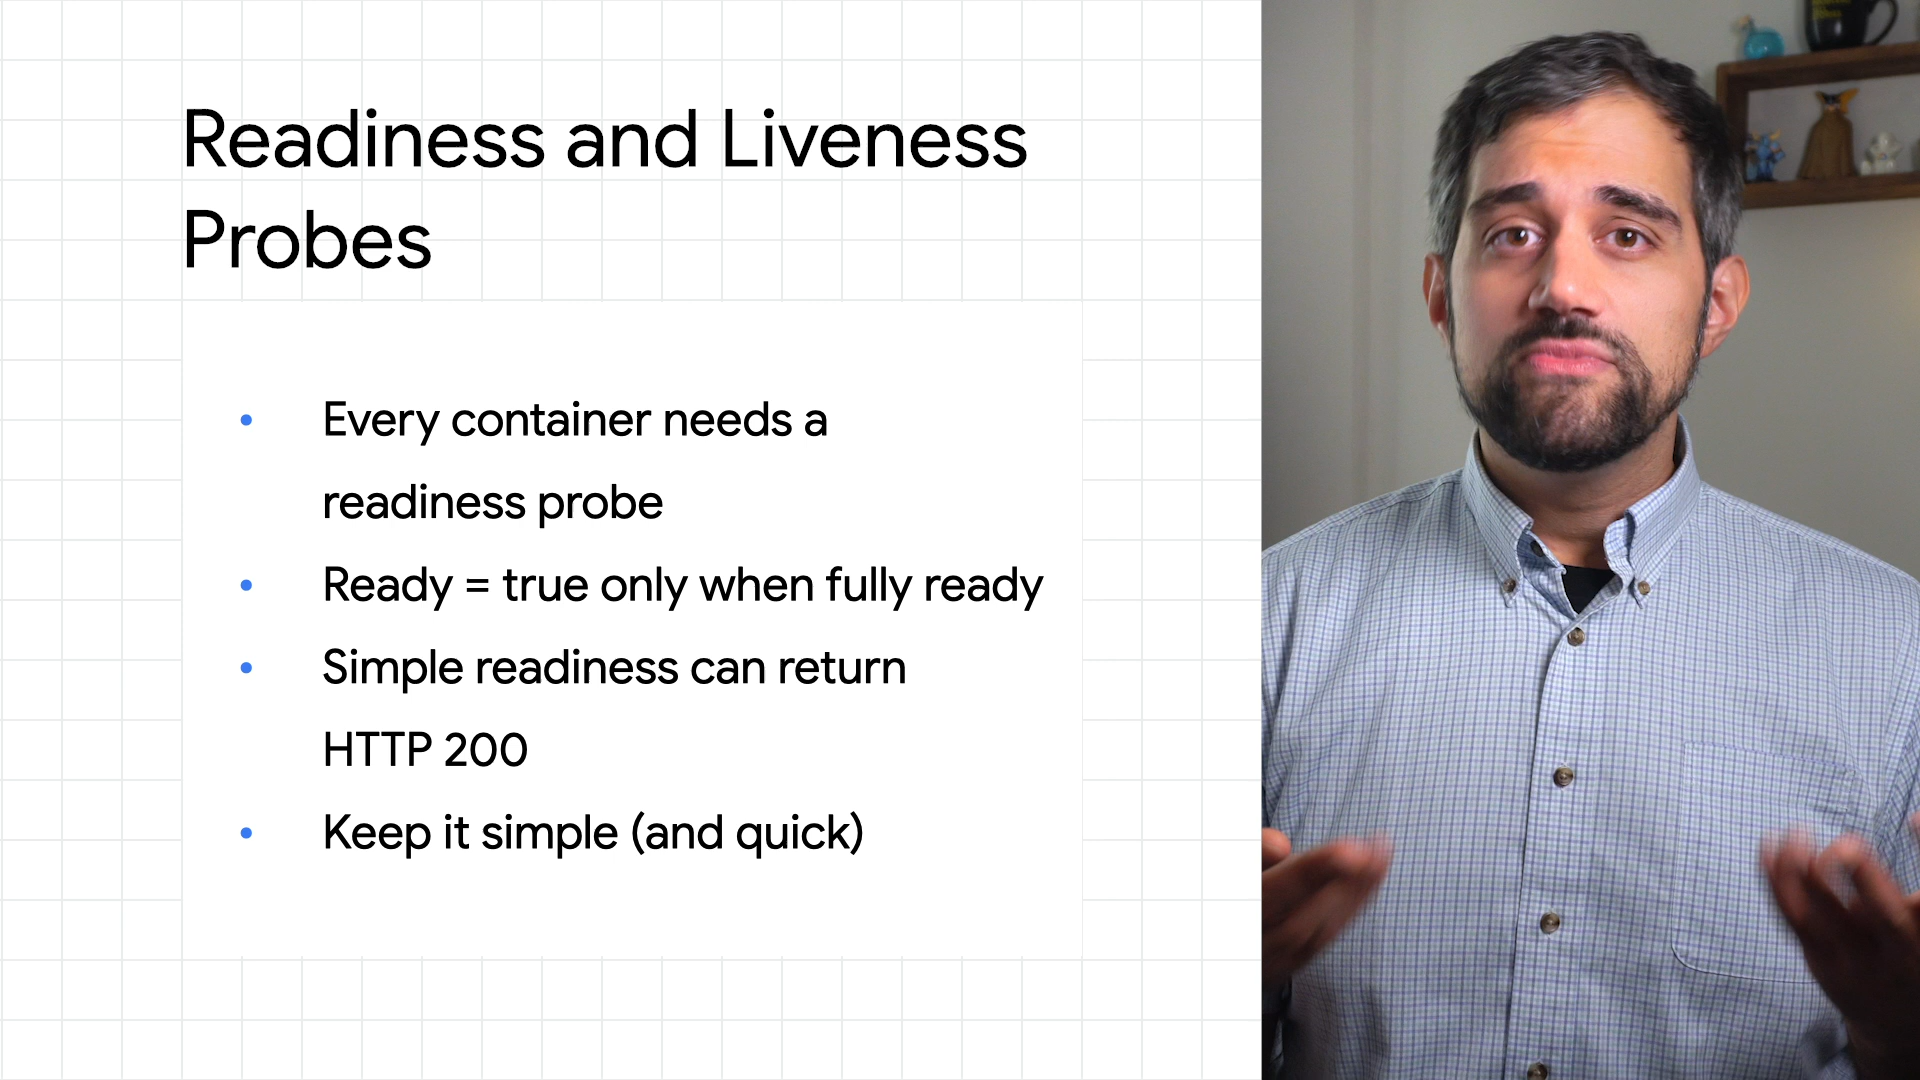 Readiness and Liveness
Probes
• Every container needs a
readiness probe
• Ready = true only when fully ready
• Simple readiness can return
HTTP 200
• Keep it simple (and quick)